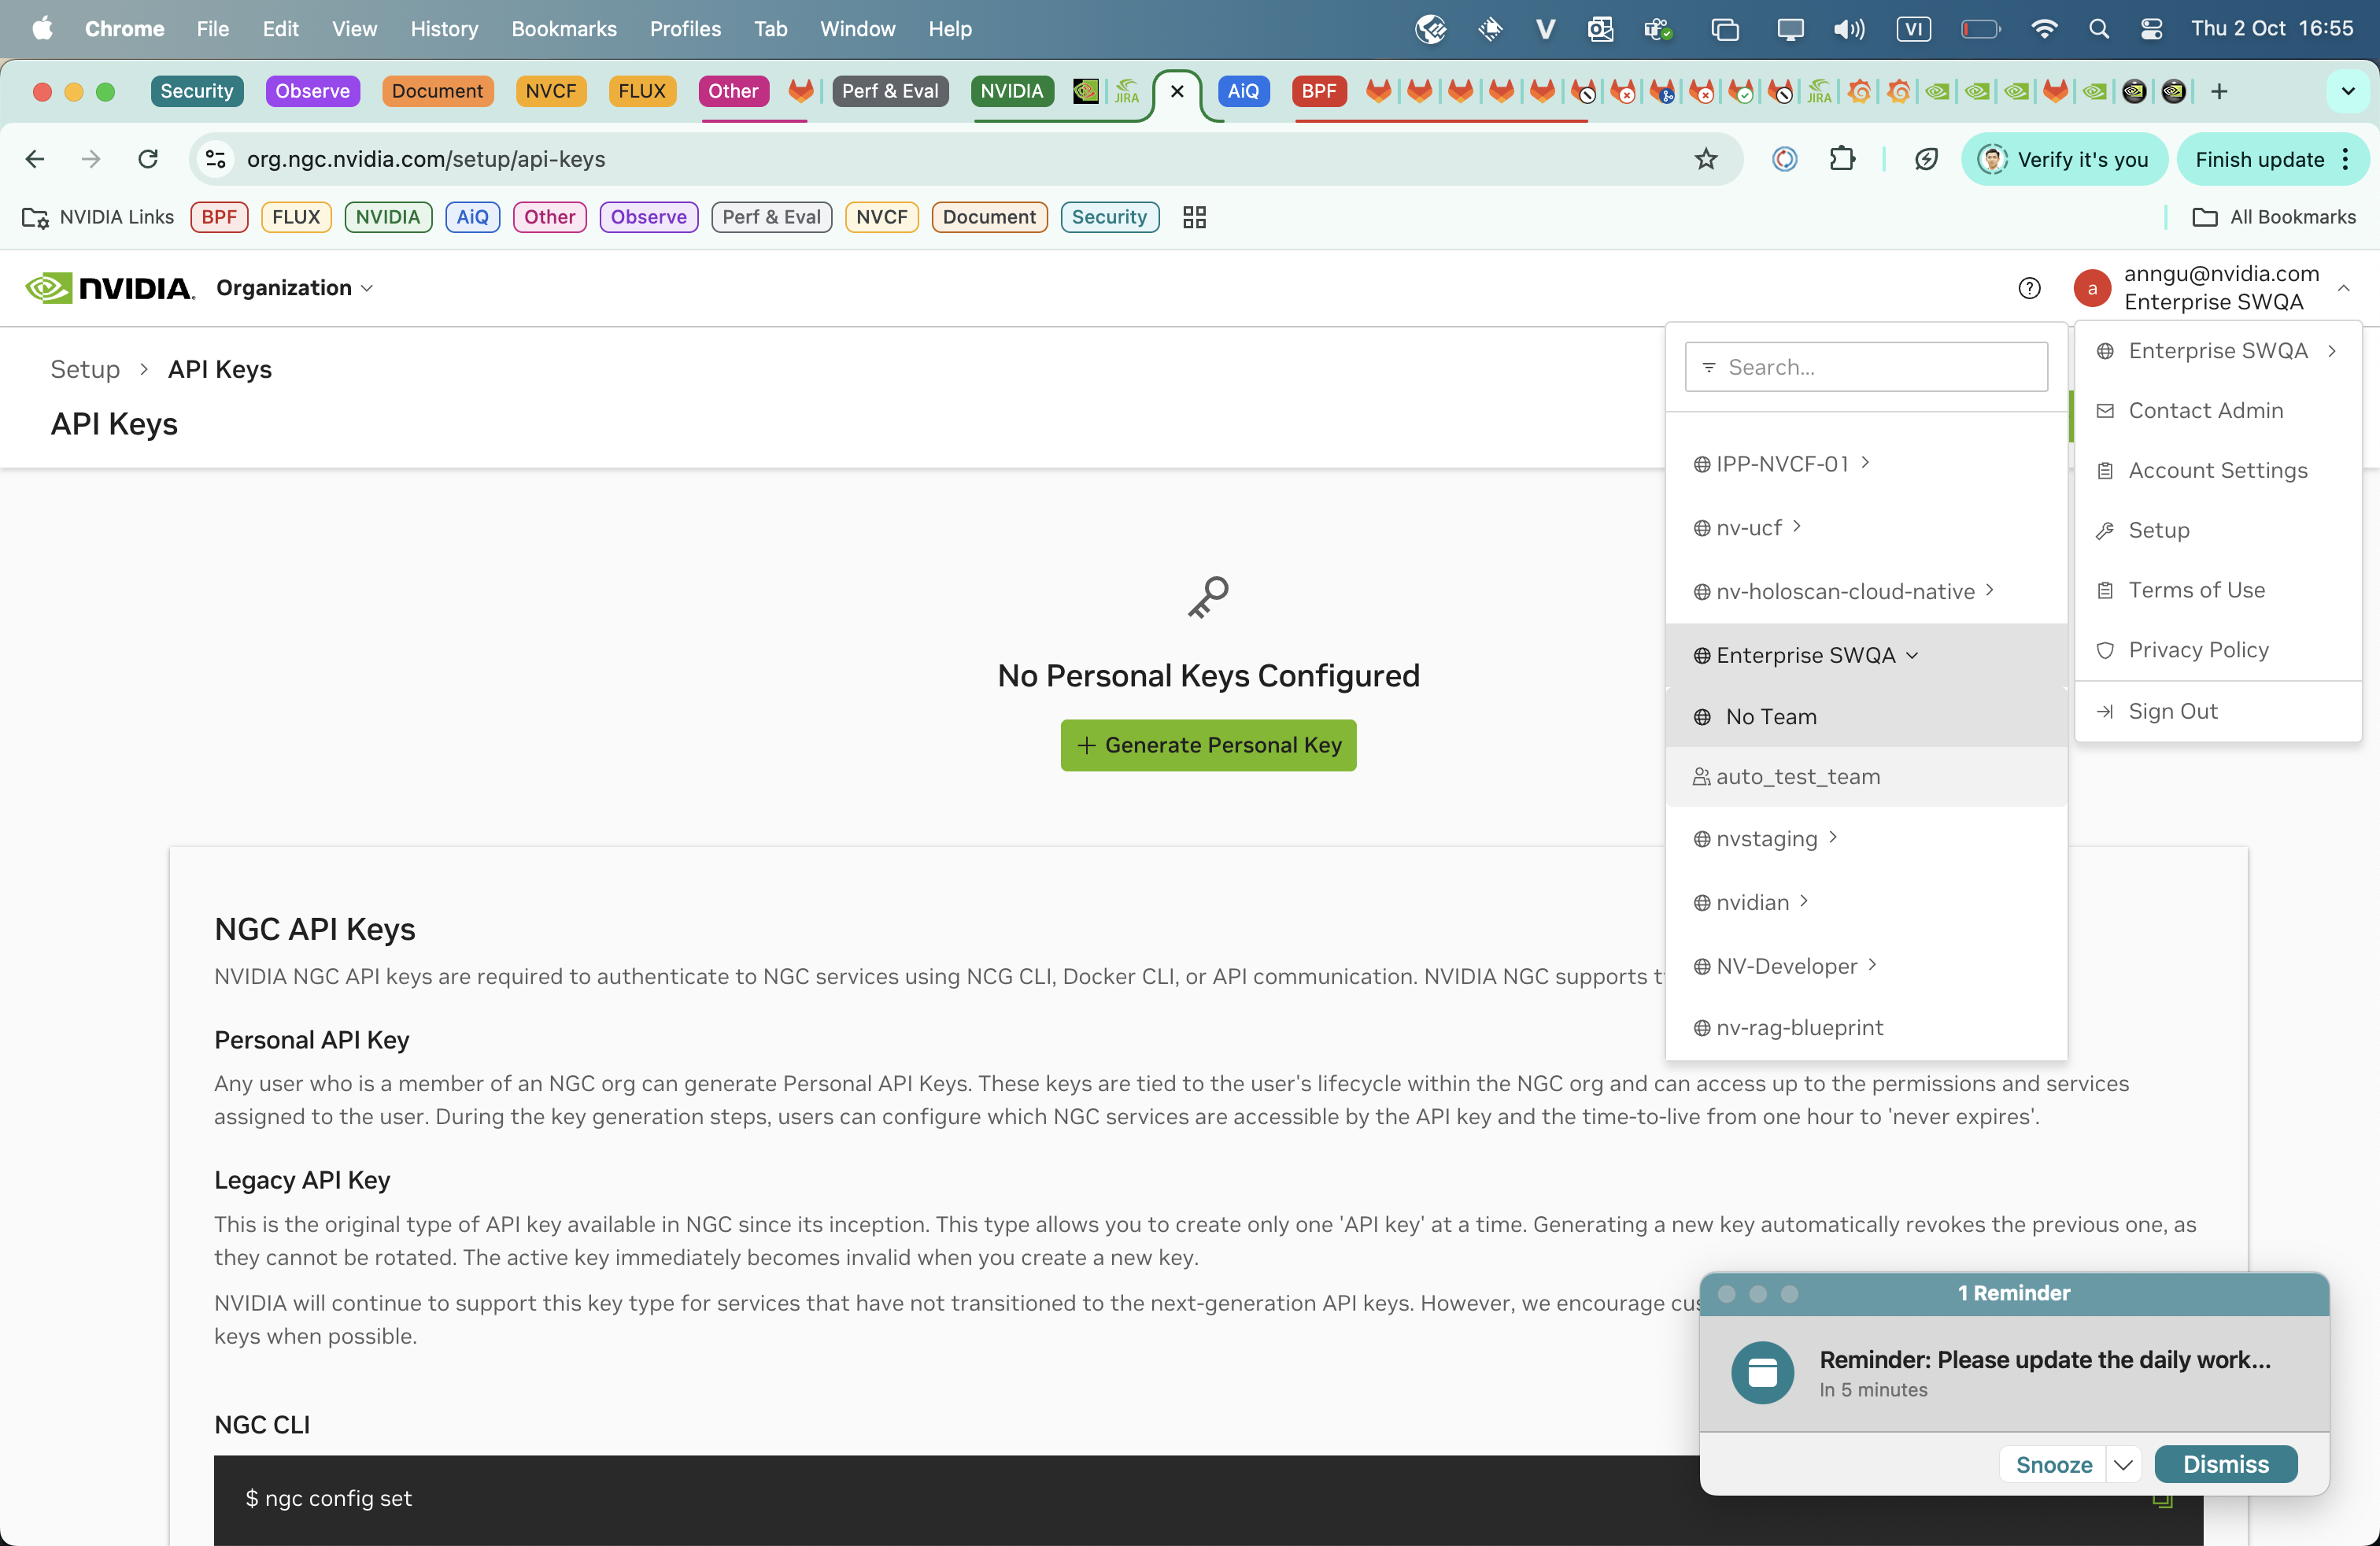 Chrome File Edit View History Bookmarks Profiles Tab Window Help VI Thu 2 Oct 16:55
Security Observe Document NVCF FLUX Other Perf & Eval NVIDIA JIRA AiQ BPF JIRA
org.ngc.nvidia.com/setup/api-keys Verify it's you Finish update
NVIDIA Links BPF FLUX NVIDIA AiQ Other Observe Perf & Eval NVCF Document Security All Bookmarks
NVIDIA. Organization
a anngu@nvidia.com
Enterprise SWQA
Setup > API Keys
API Keys
Search...
IPP-NVCF-01
nv-ucf
nv-holoscan-cloud-native
Enterprise SWQA
No Team
auto_test_team
nvstaging
nvidian
NV-Developer
nv-rag-blueprint
Enterprise SWQA
Contact Admin
Account Settings
Setup
Terms of Use
Privacy Policy
Sign Out
No Personal Keys Configured
+ Generate Personal Key
NGC API Keys
NVIDIA NGC API keys are required to authenticate to NGC services using NCG CLI, Docker CLI, or API communication. NVIDIA NGC supports
Personal API Key
Any user who is a member of an NGC org can generate Personal API Keys. These keys are tied to the user's lifecycle within the NGC org and can access up to the permissions and services
assigned to the user. During the key generation steps, users can configure which NGC services are accessible by the API key and the time-to-live from one hour to 'never expires'.
Legacy API Key
This is the original type of API key available in NGC since its inception. This type allows you to create only one 'API key' at a time. Generating a new key automatically revokes the previous one, as
they cannot be rotated. The active key immediately becomes invalid when you create a new key.
NVIDIA will continue to support this key type for services that have not transitioned to the next-generation API keys. However, we encourage
keys when possible.
NGC CLI
$ ngc config set
1 Reminder
Reminder: Please update the daily work...
In 5 minutes
Snooze
Dismiss